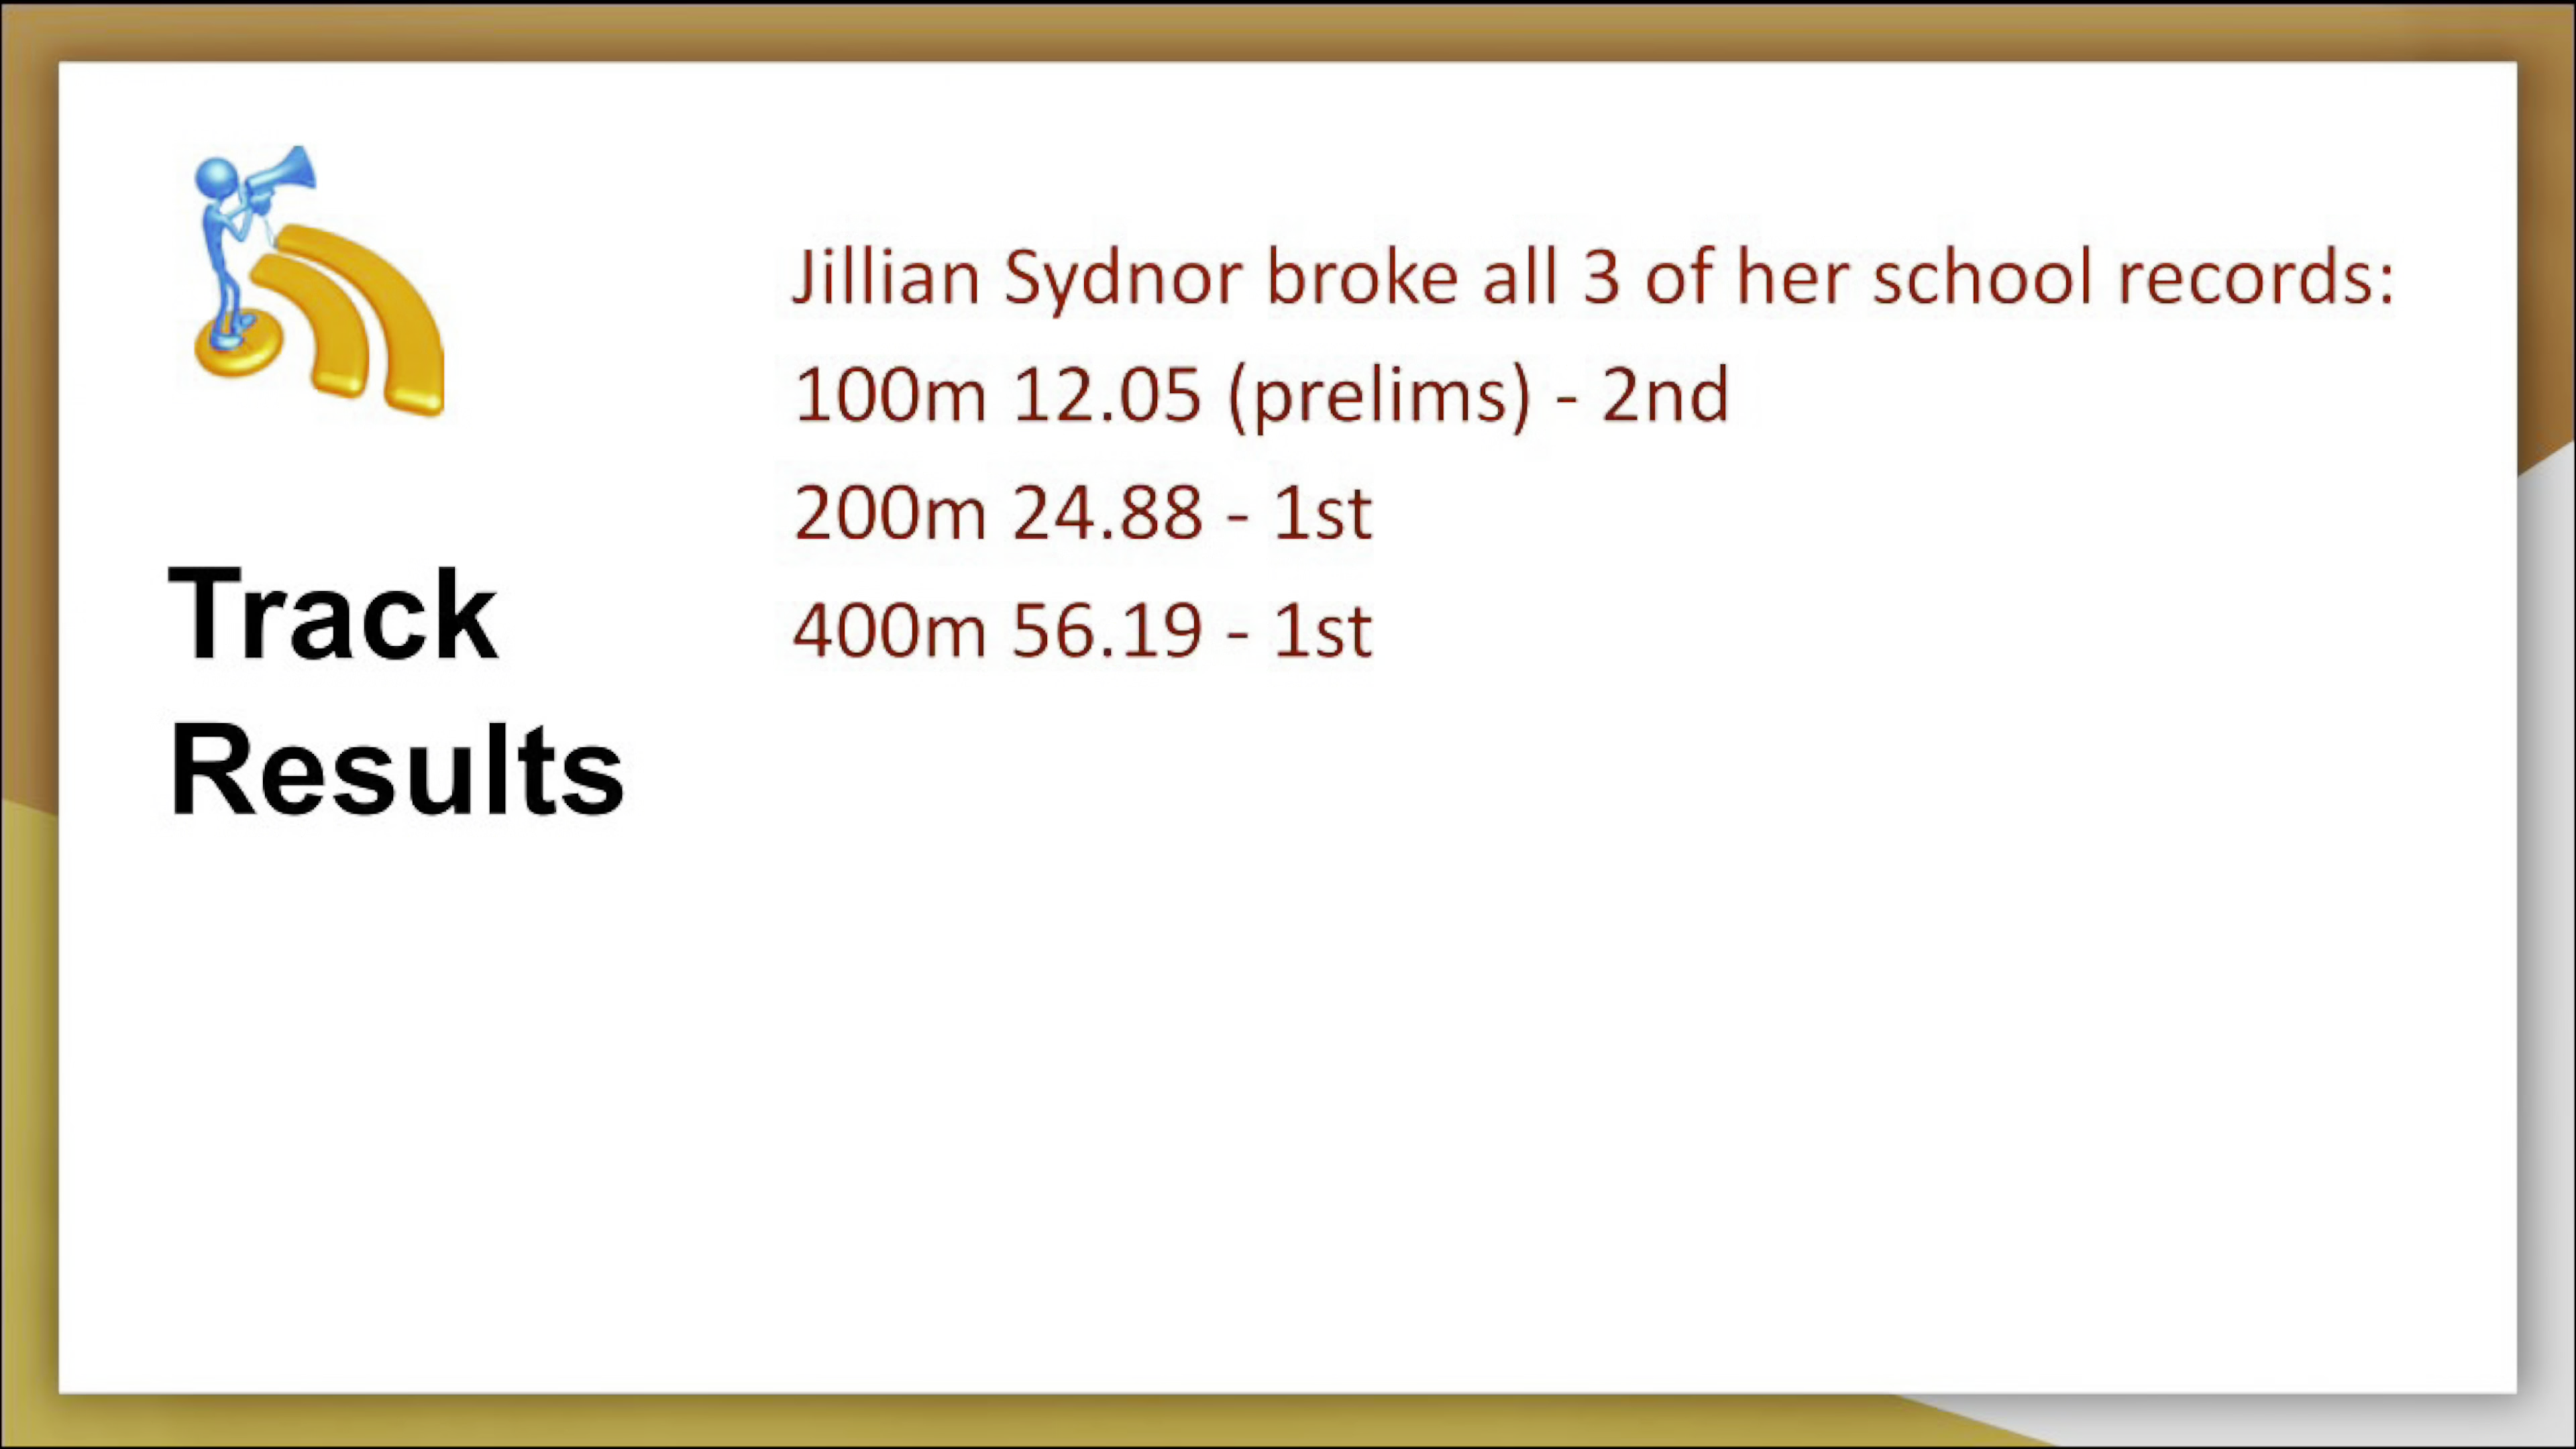 Track
Results
Jillian Sydnor broke all 3 of her school records:
100m 12.05 (prelims) - 2nd
200m 24.88 - 1st
400m 56.19 - 1st